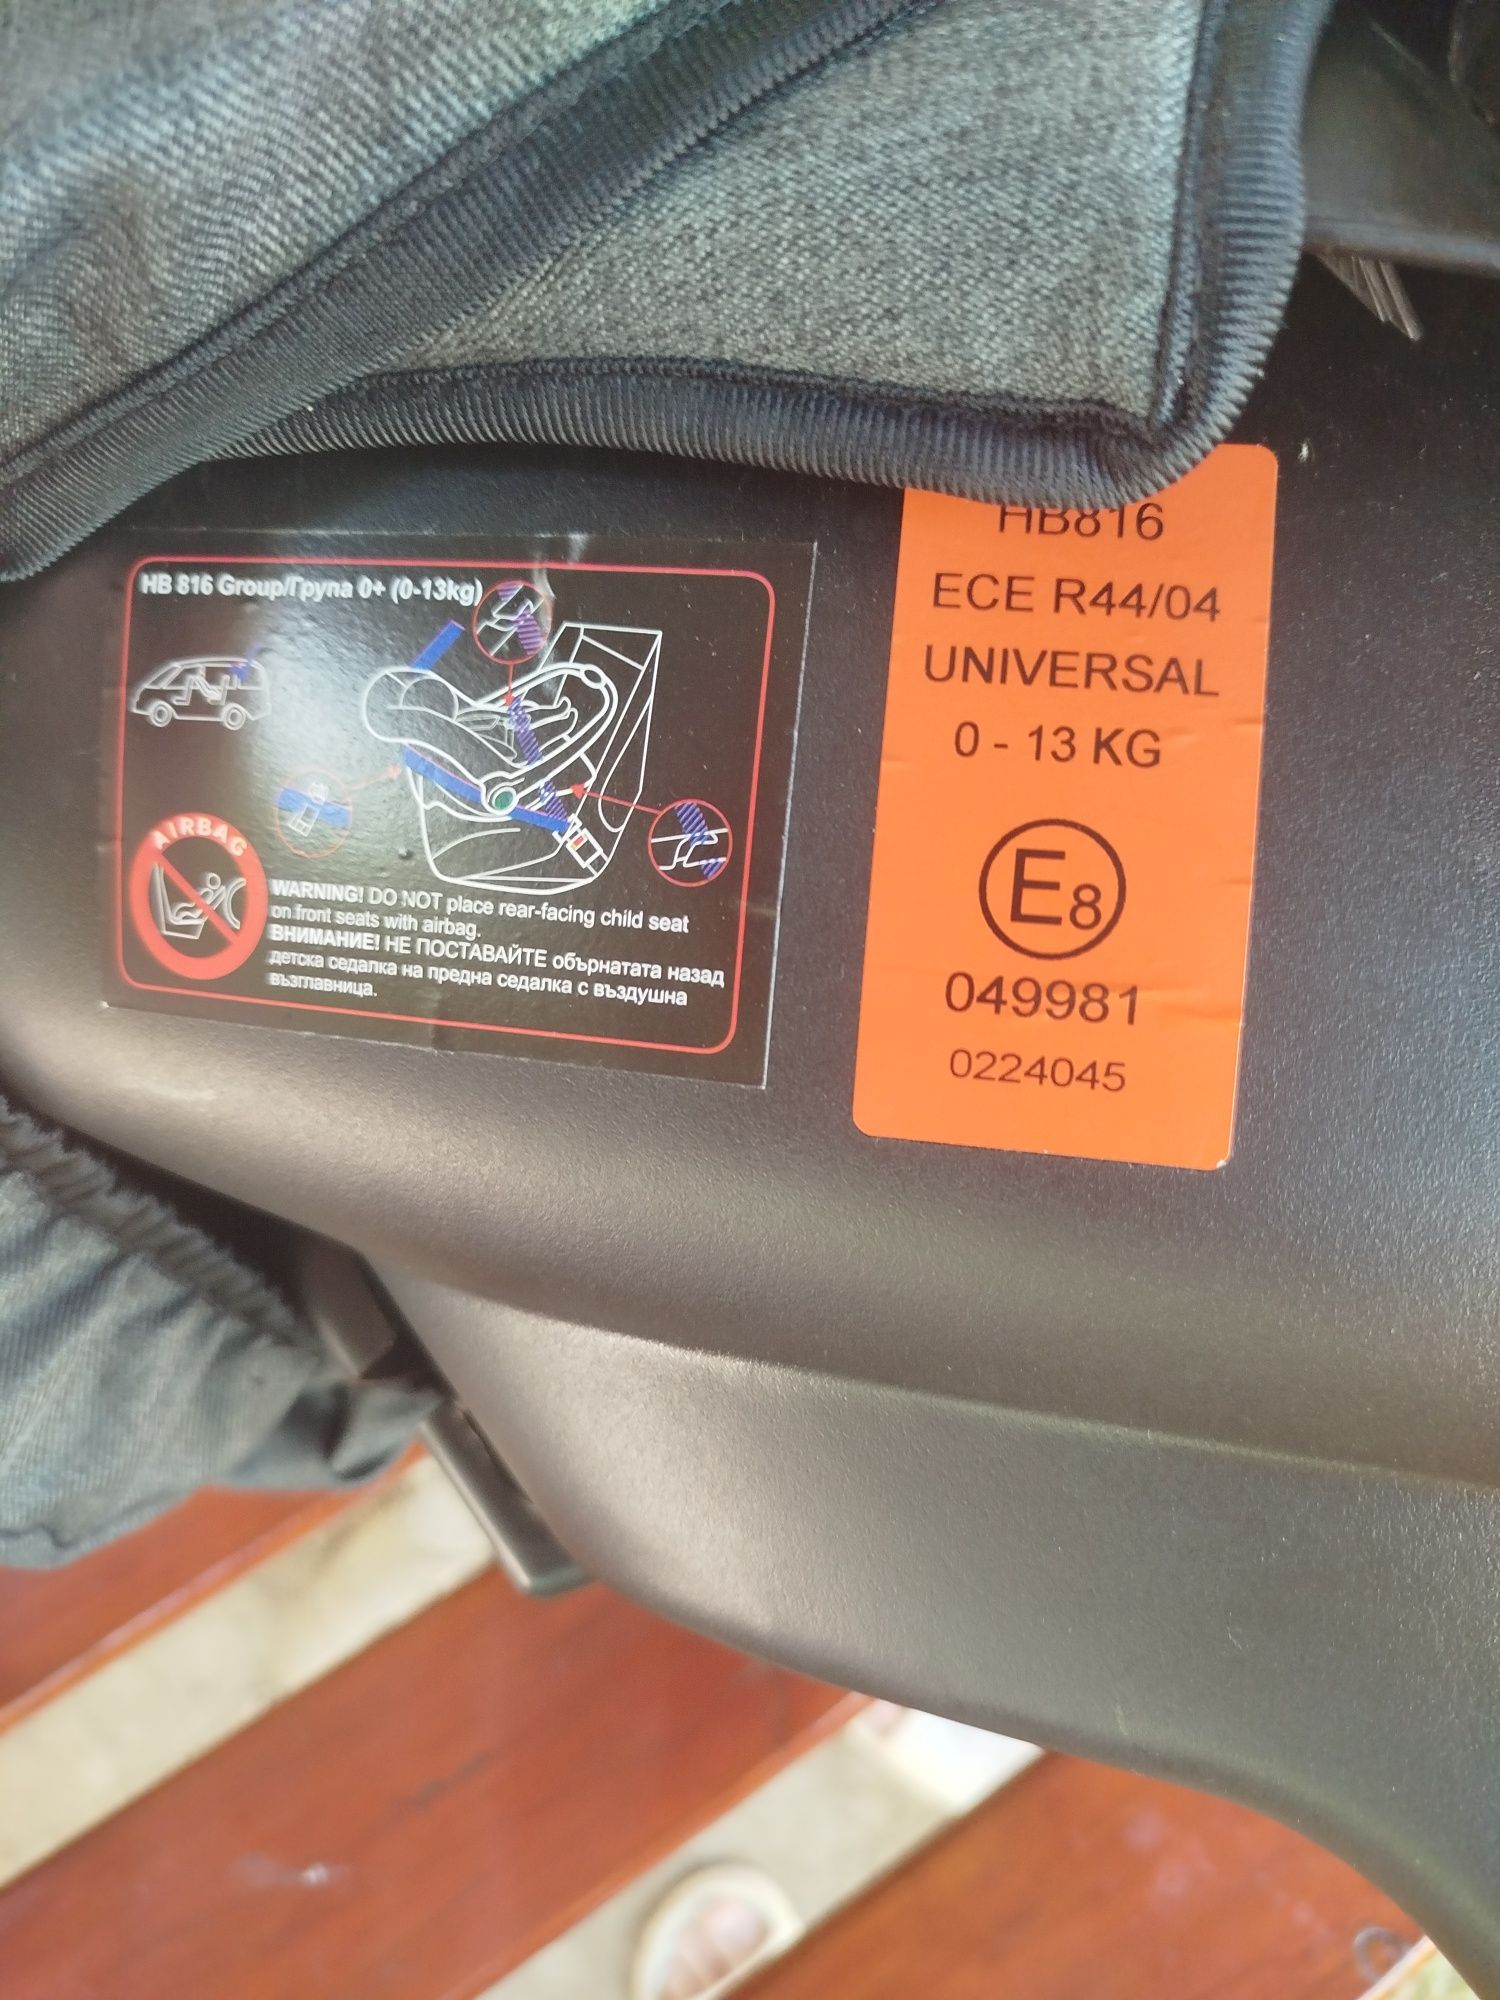 HB 816 Group/Група 0+ (0-13kg)
AIRBAG
WARNING! DO NOT place rear-facing child seat
on front seats with airbag.
ВНИМАНИЕ! НЕ ПОСТАВАЙТЕ обърнатата назад
детска седалка на предна седалка с въздушна
възглавница.
HB816
ECE R44/04
UNIVERSAL
0 - 13 KG
E8
049981
0224045